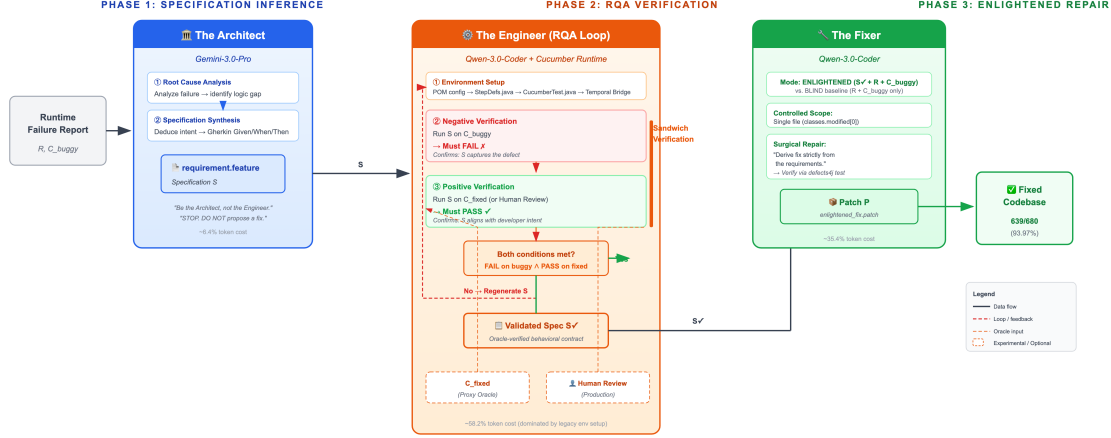 PHASE 1: SPECIFICATION INFERENCE
PHASE 2: RQA VERIFICATION
PHASE 3: ENLIGHTENED REPAIR
Runtime
Failure Report
R, C_buggy
🏛️ The Architect
Gemini-3.0-Pro
① Root Cause Analysis
Analyze failure → identify logic gap
② Specification Synthesis
Deduce intent → Gherkin Given/When/Then
📝 requirement.feature
Specification S
"Be the Architect, not the Engineer."
"STOP. DO NOT propose a fix."
~6.4% token cost
S
⚙️ The Engineer (RQA Loop)
Qwen-3.0-Coder + Cucumber Runtime
① Environment Setup
POM config → StepDefs.java → CucumberTest.java → Temporal Bridge
② Negative Verification
Run S on C_buggy
→ Must FAIL ✗
Confirms: S captures the defect
Sandwich
Verification
③ Positive Verification
Run S on C_fixed (or Human Review)
→ Must PASS ✓
Confirms: S aligns with developer intent
Both conditions met?
FAIL on buggy ∧ PASS on fixed
No → Regenerate S
📋 Validated Spec S✓
Oracle-verified behavioral contract
C_fixed
(Proxy Oracle)
👤 Human Review
(Production)
~58.2% token cost (dominated by legacy env setup)
S✓
🔧 The Fixer
Qwen-3.0-Coder
Mode: ENLIGHTENED (S✓ + R + C_buggy)
vs. BLIND baseline (R + C_buggy only)
Controlled Scope:
Single file (classes.modified[0])
Surgical Repair:
"Derive fix strictly from
the requirements."
→ Verify via defects4j test
📦 Patch P
enlightened_fix.patch
~35.4% token cost
✅ Fixed
Codebase
639/680
(93.97%)
Legend
Data flow
Loop / feedback
Oracle input
Experimental / Optional